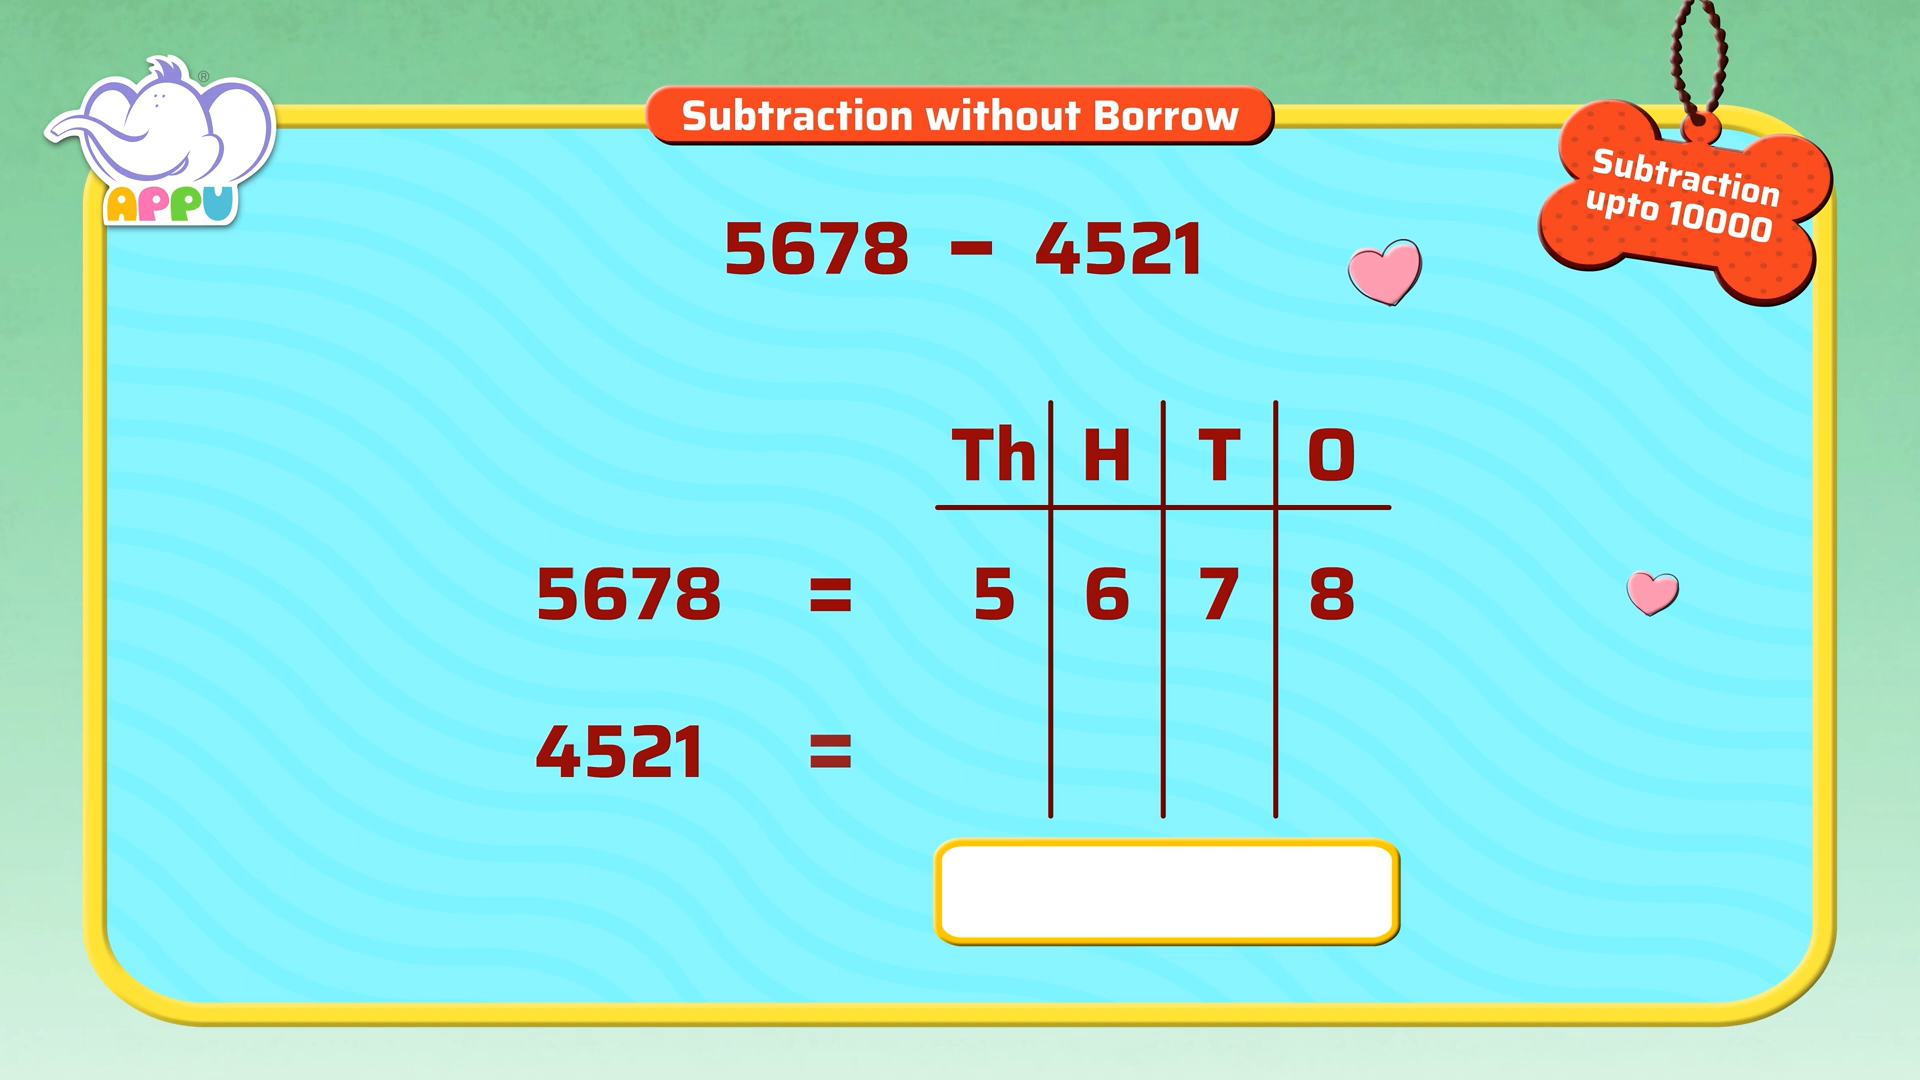 ®
APPU
Subtraction without Borrow
Subtraction
upto 10000
5678 - 4521
Th H T O
5678 = 5 6 7 8
4521 =